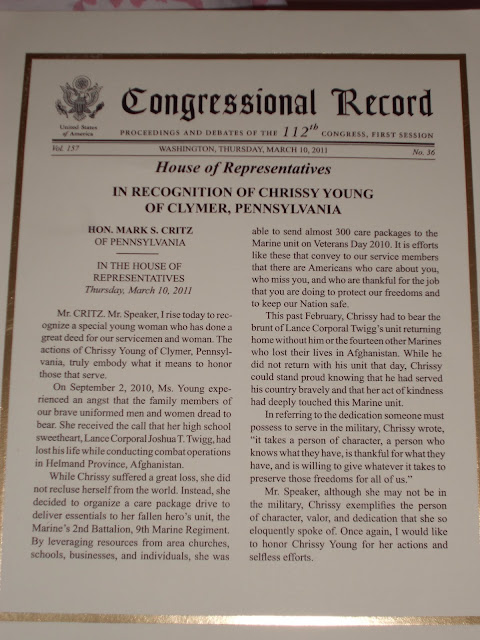 United States
of America
Congressional Record
PROCEEDINGS AND DEBATES OF THE 112th CONGRESS, FIRST SESSION
Vol. 157 WASHINGTON, THURSDAY, MARCH 10, 2011 No. 36
House of Representatives
IN RECOGNITION OF CHRISSY YOUNG
OF CLYMER, PENNSYLVANIA
HON. MARK S. CRITZ
OF PENNSYLVANIA
IN THE HOUSE OF
REPRESENTATIVES
Thursday, March 10, 2011
Mr. CRITZ. Mr. Speaker, I rise today to rec-
ognize a special young woman who has done a
great deed for our servicemen and woman. The
actions of Chrissy Young of Clymer, Pennsyl-
vania, truly embody what it means to honor
those that serve.
On September 2, 2010, Ms. Young expe-
rienced an angst that the family members of
our brave uniformed men and women dread to
bear. She received the call that her high school
sweetheart, Lance Corporal Joshua T. Twigg, had
lost his life while conducting combat operations
in Helmand Province, Afghanistan.
While Chrissy suffered a great loss, she did
not recluse herself from the world. Instead, she
decided to organize a care package drive to
deliver essentials to her fallen hero's unit, the
Marine's 2nd Battalion, 9th Marine Regiment.
By leveraging resources from area churches,
schools, businesses, and individuals, she was
able to send almost 300 care packages to the
Marine unit on Veterans Day 2010. It is efforts
like these that convey to our service members
that there are Americans who care about you,
who miss you, and who are thankful for the job
that you are doing to protect our freedoms and
to keep our Nation safe.
This past February, Chrissy had to bear the
brunt of Lance Corporal Twigg's unit returning
home without him or the fourteen other Marines
who lost their lives in Afghanistan. While he
did not return with his unit that day, Chrissy
could stand proud knowing that he had served
his country bravely and that her act of kindness
had deeply touched this Marine unit.
In referring to the dedication someone must
possess to serve in the military, Chrissy wrote,
"it takes a person of character, a person who
knows what they have, is thankful for what they
have, and is willing to give whatever it takes to
preserve those freedoms for all of us."
Mr. Speaker, although she may not be in
the military, Chrissy exemplifies the person
of character, valor, and dedication that she so
eloquently spoke of. Once again, I would like
to honor Chrissy Young for her actions and
selfless efforts.